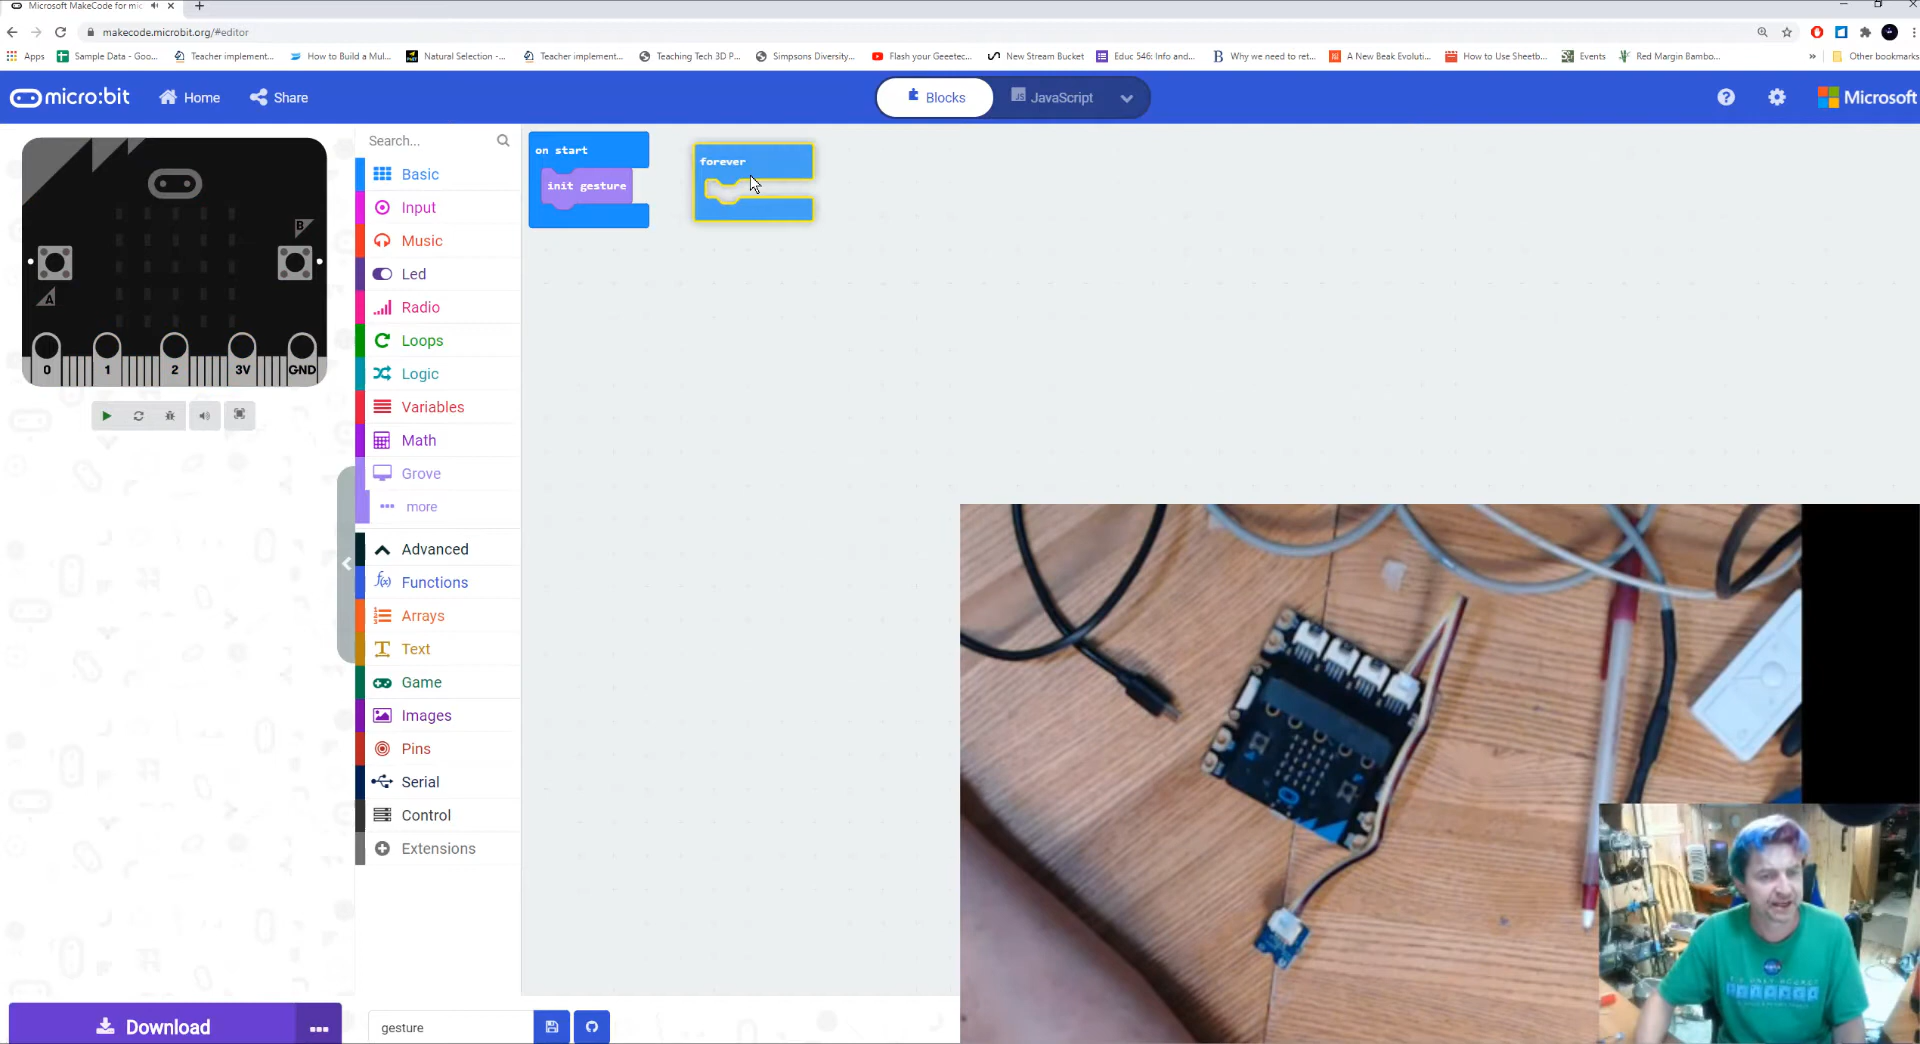 Microsoft MakeCode for mic
makecode.microbit.org/#editor
Apps
Sample Data - Goo...
Teacher implement...
How to Build a Mul...
Natural Selection -...
Teacher implement...
Teaching Tech 3D P...
Simpsons Diversity...
Flash your Geeetec...
New Stream Bucket
Educ 546: Info and...
Why we need to ret...
A New Beak Evoluti...
How to Use Sheetb...
Events
Red Margin Bambo...
»
Other bookmarks
micro:bit
Home
Share
Blocks
JavaScript
Microsoft
B
A
0
1
2
3V
GND
Search...
Basic
Input
Music
Led
Radio
Loops
Logic
Variables
Math
Grove
more
Advanced
Functions
Arrays
Text
Game
Images
Pins
Serial
Control
Extensions
on start
init gesture
forever
Download
gesture